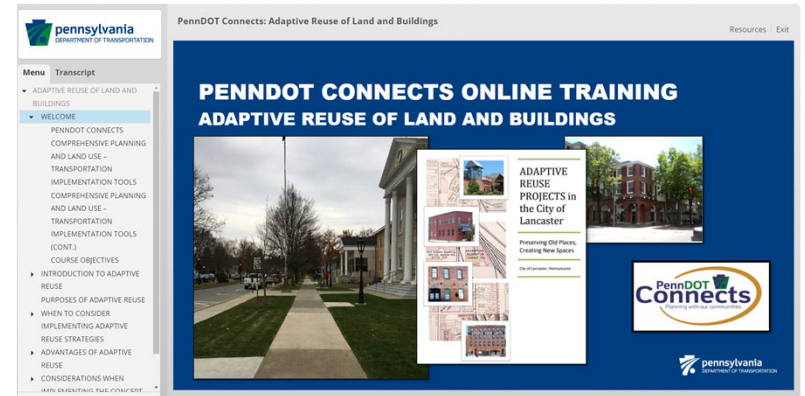 pennsylvania
DEPARTMENT OF TRANSPORTATION
PennDOT Connects: Adaptive Reuse of Land and Buildings
Resources
Exit
Menu
Transcript
ADAPTIVE REUSE OF LAND AND
BUILDINGS
WELCOME
PENNDOT CONNECTS
COMPREHENSIVE PLANNING
AND LAND USE –
TRANSPORTATION
IMPLEMENTATION TOOLS
COMPREHENSIVE PLANNING
AND LAND USE –
TRANSPORTATION
IMPLEMENTATION TOOLS
(CONT.)
COURSE OBJECTIVES
INTRODUCTION TO ADAPTIVE
REUSE
PURPOSES OF ADAPTIVE REUSE
WHEN TO CONSIDER
IMPLEMENTING ADAPTIVE
REUSE STRATEGIES
ADVANTAGES OF ADAPTIVE
REUSE
CONSIDERATIONS WHEN
IMPLEMENTING THE CONCEPT
PENNDOT CONNECTS ONLINE TRAINING
ADAPTIVE REUSE OF LAND AND BUILDINGS
ADAPTIVE
REUSE
PROJECTS in
the City of
Lancaster
Preserving Old Places,
Creating New Spaces
City of Lancaster, Pennsylvania
PennDOT
Connects
Planning with our communities
pennsylvania
DEPARTMENT OF TRANSPORTATION